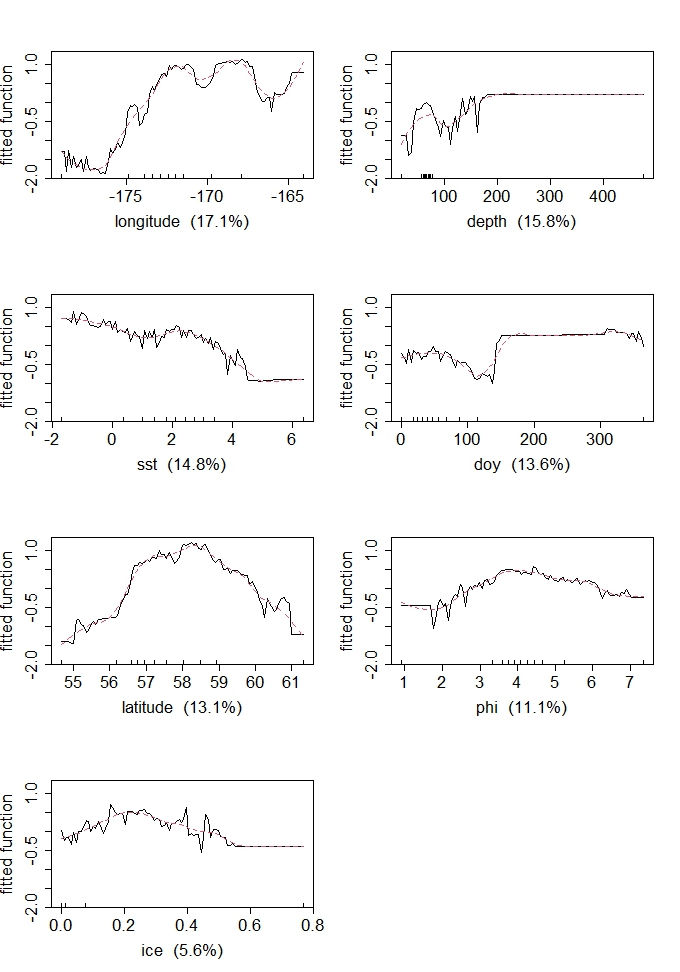 fitted function
1.0
-0.5
-2.0
-175 -170 -165
longitude (17.1%)
fitted function
1.0
-0.5
-2.0
100 200 300 400
depth (15.8%)
fitted function
1.0
-0.5
-2.0
-2 0 2 4 6
sst (14.8%)
fitted function
1.0
-0.5
-2.0
0 100 200 300
doy (13.6%)
fitted function
1.0
-0.5
-2.0
55 56 57 58 59 60 61
latitude (13.1%)
fitted function
1.0
-0.5
-2.0
1 2 3 4 5 6 7
phi (11.1%)
fitted function
1.0
-0.5
-2.0
0.0 0.2 0.4 0.6 0.8
ice (5.6%)